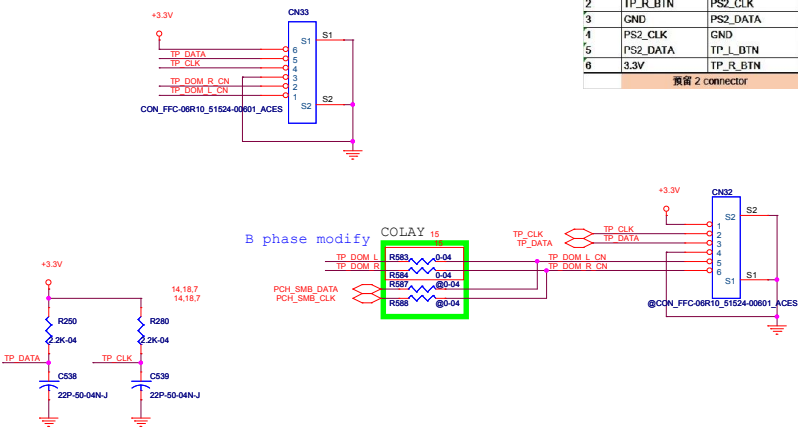 CN33
+3.3V
S1
S1
6
5
4
3
2
1
TP_DATA
TP_CLK
TP_DOM_R_CN
TP_DOM_L_CN
S2
S2
CON_FFC-06R10_51524-00601_ACES
2 TP_R_BTN PS2_CLK
3 GND PS2_DATA
4 PS2_CLK GND
5 PS2_DATA TP_L_BTN
6 3.3V TP_R_BTN
預留 2 connector
B phase modify
COLAY
15
15
TP_DOM_L
TP_DOM_R
R583 0-04
R584 0-04
R587 @0-04
R588 @0-04
PCH_SMB_DATA
PCH_SMB_CLK
TP_CLK
TP_DATA
TP_CLK
TP_DATA
TP_DOM_L_CN
TP_DOM_R_CN
+3.3V
CN32
1
2
3
4
5
6
S2
S2
S1
S1
@CON_FFC-06R10_51524-00601_ACES
+3.3V
14,18,7
14,18,7
R250
2.2K-04
R280
2.2K-04
TP_DATA
TP_CLK
C538
22P-50-04N-J
C539
22P-50-04N-J